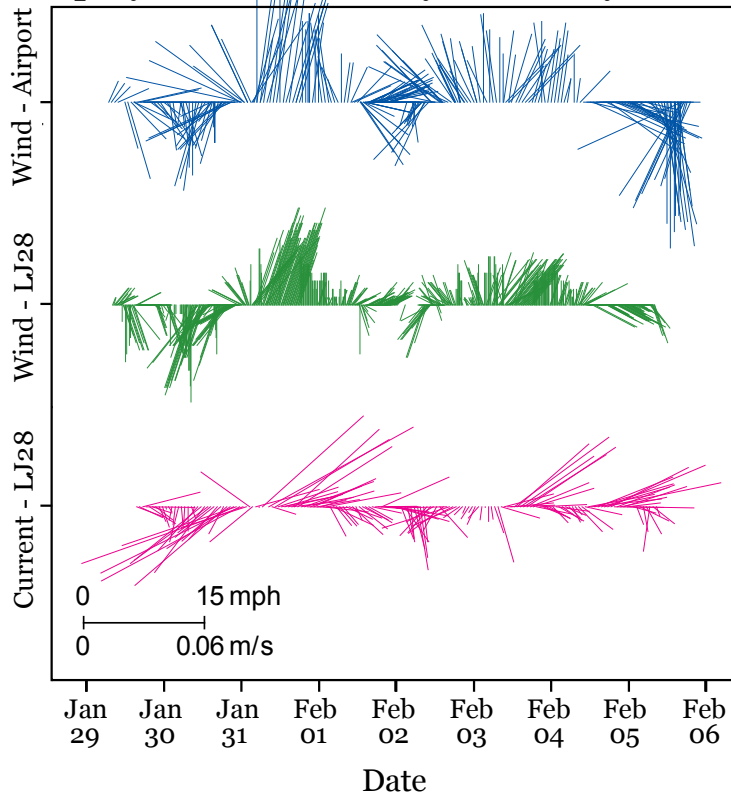 Wind - Airport
Wind - LJ28
Current - LJ28
0 15 mph
0 0.06 m/s
Jan 29
Jan 30
Jan 31
Feb 01
Feb 02
Feb 03
Feb 04
Feb 05
Feb 06
Date